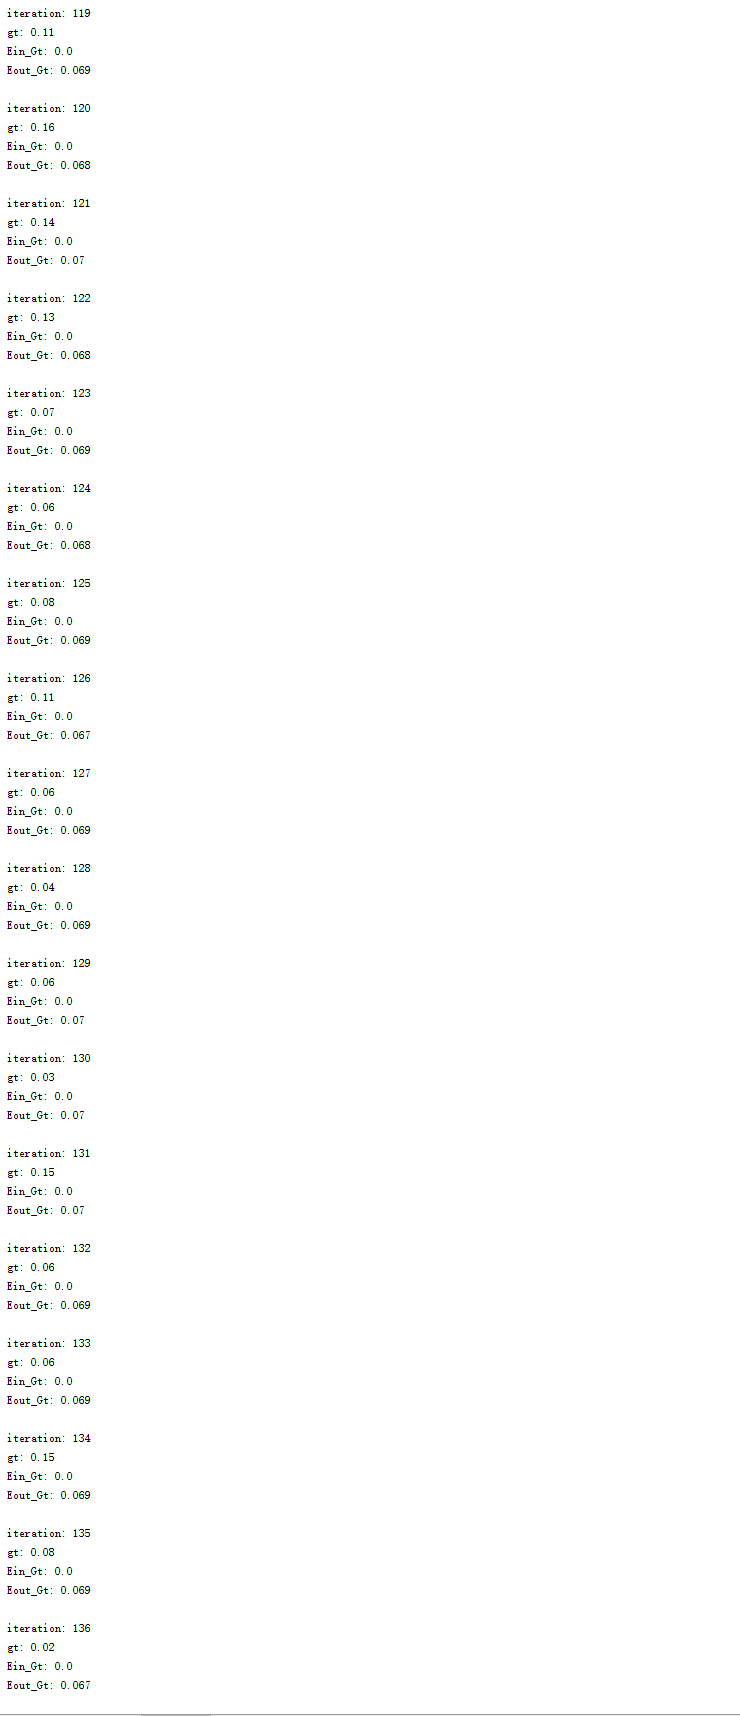 iteration: 119
gt: 0.11
Ein_Gt: 0.0
Eout_Gt: 0.069
iteration: 120
gt: 0.16
Ein_Gt: 0.0
Eout_Gt: 0.068
iteration: 121
gt: 0.14
Ein_Gt: 0.0
Eout_Gt: 0.07
iteration: 122
gt: 0.13
Ein_Gt: 0.0
Eout_Gt: 0.068
iteration: 123
gt: 0.07
Ein_Gt: 0.0
Eout_Gt: 0.069
iteration: 124
gt: 0.06
Ein_Gt: 0.0
Eout_Gt: 0.068
iteration: 125
gt: 0.08
Ein_Gt: 0.0
Eout_Gt: 0.069
iteration: 126
gt: 0.11
Ein_Gt: 0.0
Eout_Gt: 0.067
iteration: 127
gt: 0.06
Ein_Gt: 0.0
Eout_Gt: 0.069
iteration: 128
gt: 0.04
Ein_Gt: 0.0
Eout_Gt: 0.069
iteration: 129
gt: 0.06
Ein_Gt: 0.0
Eout_Gt: 0.07
iteration: 130
gt: 0.03
Ein_Gt: 0.0
Eout_Gt: 0.07
iteration: 131
gt: 0.15
Ein_Gt: 0.0
Eout_Gt: 0.07
iteration: 132
gt: 0.06
Ein_Gt: 0.0
Eout_Gt: 0.069
iteration: 133
gt: 0.06
Ein_Gt: 0.0
Eout_Gt: 0.069
iteration: 134
gt: 0.15
Ein_Gt: 0.0
Eout_Gt: 0.069
iteration: 135
gt: 0.08
Ein_Gt: 0.0
Eout_Gt: 0.069
iteration: 136
gt: 0.02
Ein_Gt: 0.0
Eout_Gt: 0.067